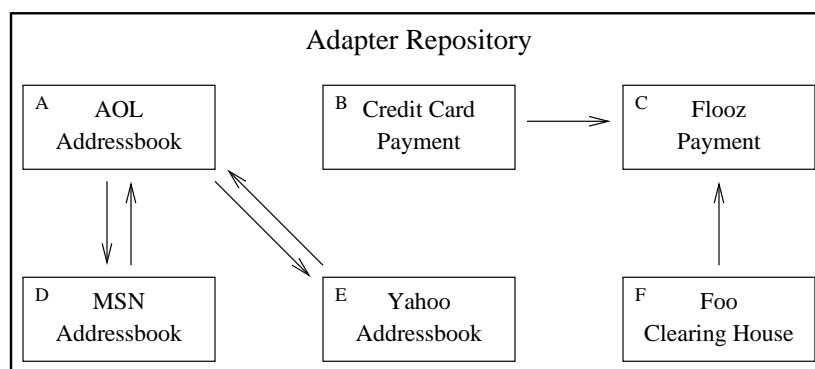 Adapter Repository
A
AOL
Addressbook
B
Credit Card
Payment
C
Flooz
Payment
D
MSN
Addressbook
E
Yahoo
Addressbook
F
Foo
Clearing House